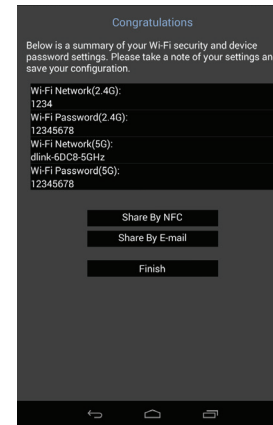 Congratulations
Below is a summary of your Wi-Fi security and device
password settings. Please take a note of your settings an
save your configuration.
Wi-Fi Network(2.4G):
1234
Wi-Fi Password(2.4G):
12345678
Wi-Fi Network(5G):
dlink-6DC8-5GHz
Wi-Fi Password(5G):
12345678
Share By NFC
Share By E-mail
Finish